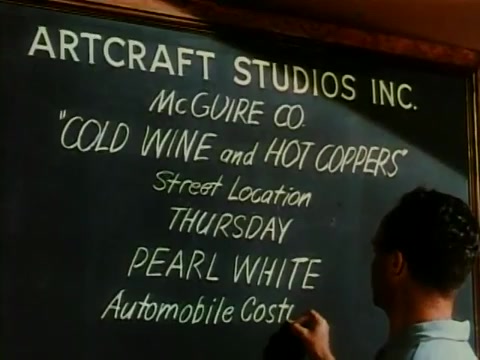 ARTCRAFT STUDIOS INC.
McGUIRE CO.
"COLD WINE and HOT COPPERS"
Street Location
THURSDAY
PEARL WHITE
Automobile Costu